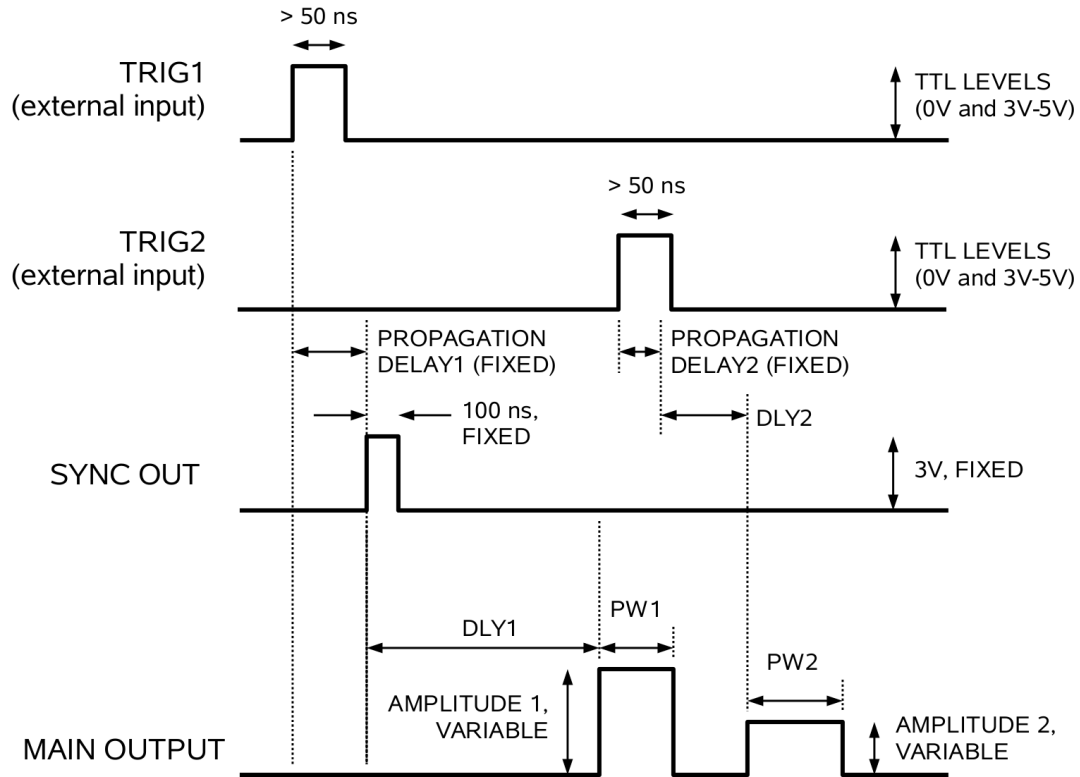 > 50 ns
TRIG1
(external input)
TTL LEVELS
(0V and 3V-5V)
> 50 ns
TRIG2
(external input)
TTL LEVELS
(0V and 3V-5V)
PROPAGATION
DELAY1 (FIXED)
PROPAGATION
DELAY2 (FIXED)
100 ns,
FIXED
DLY2
SYNC OUT
3V, FIXED
PW1
DLY1
PW2
AMPLITUDE 1,
VARIABLE
AMPLITUDE 2,
VARIABLE
MAIN OUTPUT